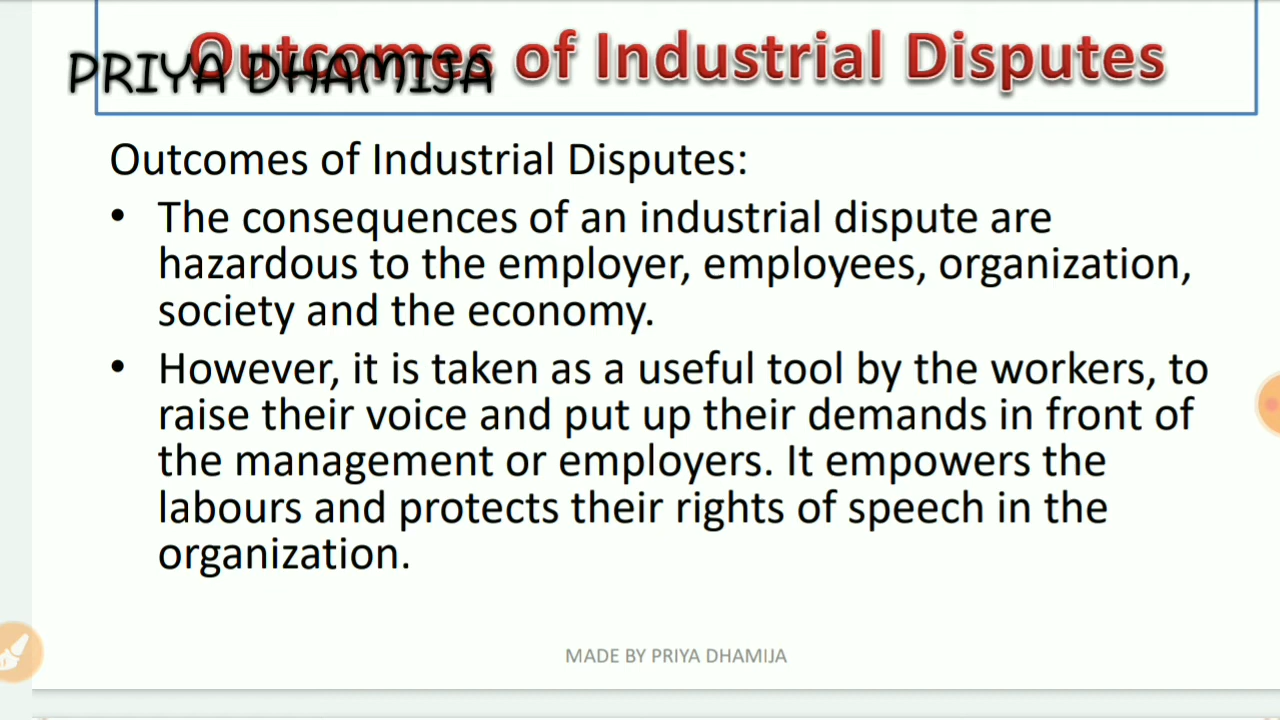 Outcomes of Industrial Disputes
PRIYA DHAMIJA
Outcomes of Industrial Disputes:
• The consequences of an industrial dispute are
hazardous to the employer, employees, organization,
society and the economy.
• However, it is taken as a useful tool by the workers, to
raise their voice and put up their demands in front of
the management or employers. It empowers the
labours and protects their rights of speech in the
organization.
MADE BY PRIYA DHAMIJA